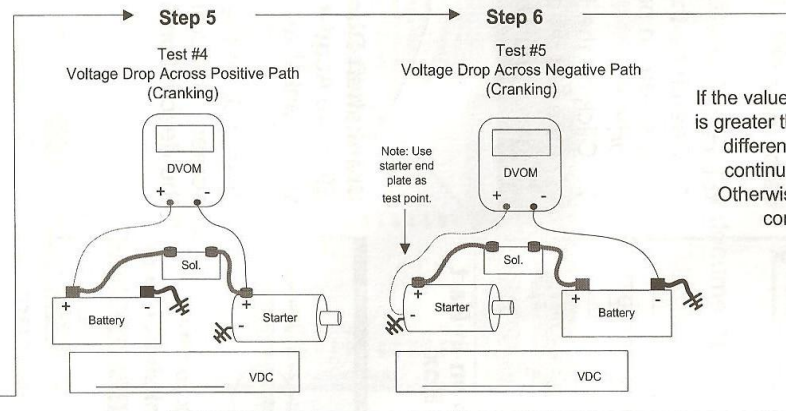 Step 5
Test #4
Voltage Drop Across Positive Path
(Cranking)
DVOM
+ -
Sol.
+ -
Battery
+
-
Starter
VDC
Step 6
Test #5
Voltage Drop Across Negative Path
(Cranking)
Note: Use
starter end
plate as
test point.
DVOM
+ -
Sol.
+
-
Starter
+ -
Battery
VDC
If the value
is greater
differen
continu
Otherwis
con